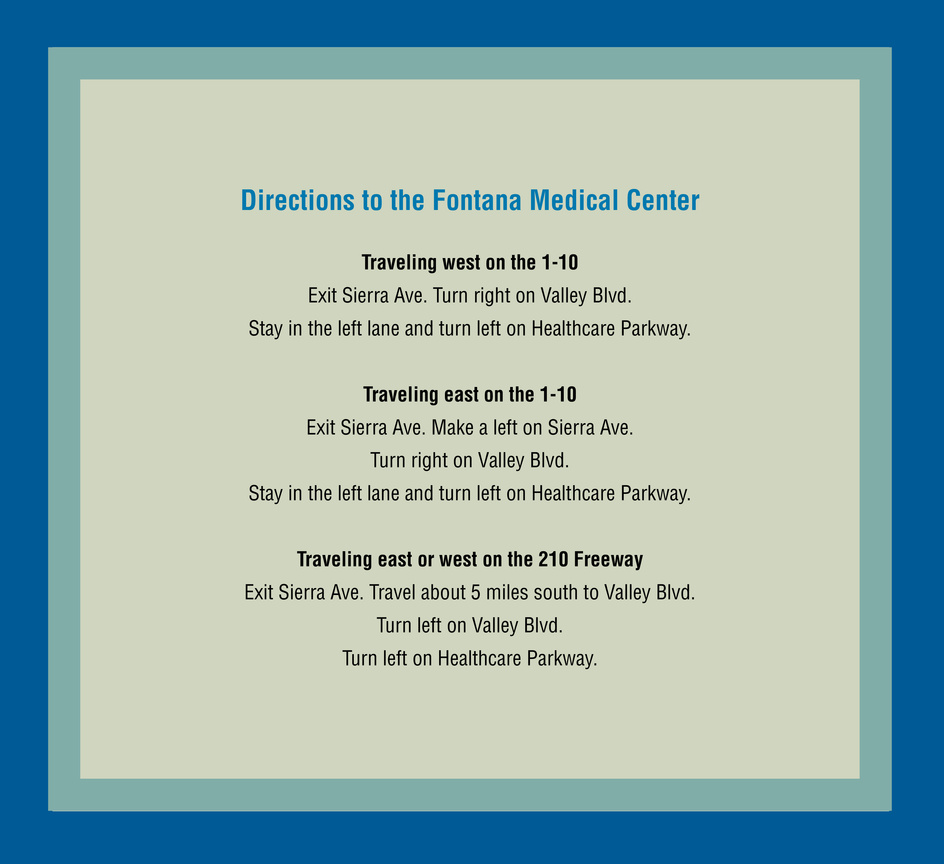 Directions to the Fontana Medical Center
Traveling west on the 1-10
Exit Sierra Ave. Turn right on Valley Blvd.
Stay in the left lane and turn left on Healthcare Parkway.
Traveling east on the 1-10
Exit Sierra Ave. Make a left on Sierra Ave.
Turn right on Valley Blvd.
Stay in the left lane and turn left on Healthcare Parkway.
Traveling east or west on the 210 Freeway
Exit Sierra Ave. Travel about 5 miles south to Valley Blvd.
Turn left on Valley Blvd.
Turn left on Healthcare Parkway.